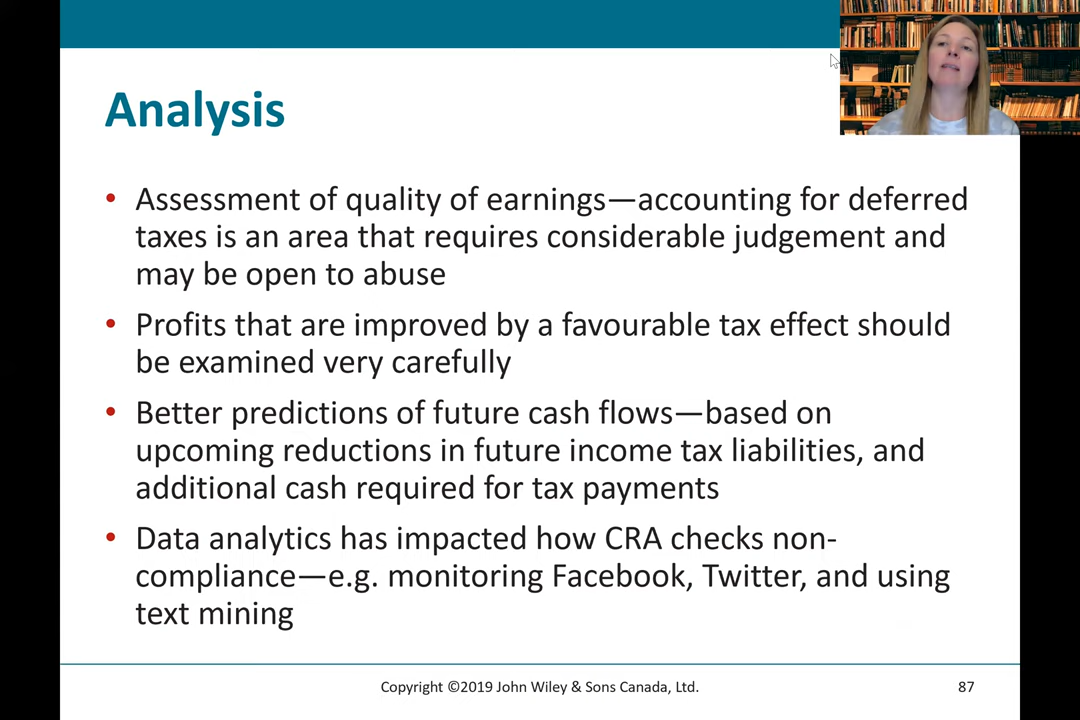 Analysis
• Assessment of quality of earnings—accounting for deferred
taxes is an area that requires considerable judgement and
may be open to abuse
• Profits that are improved by a favourable tax effect should
be examined very carefully
• Better predictions of future cash flows—based on
upcoming reductions in future income tax liabilities, and
additional cash required for tax payments
• Data analytics has impacted how CRA checks non-
compliance—e.g. monitoring Facebook, Twitter, and using
text mining
Copyright ©2019 John Wiley & Sons Canada, Ltd.
87